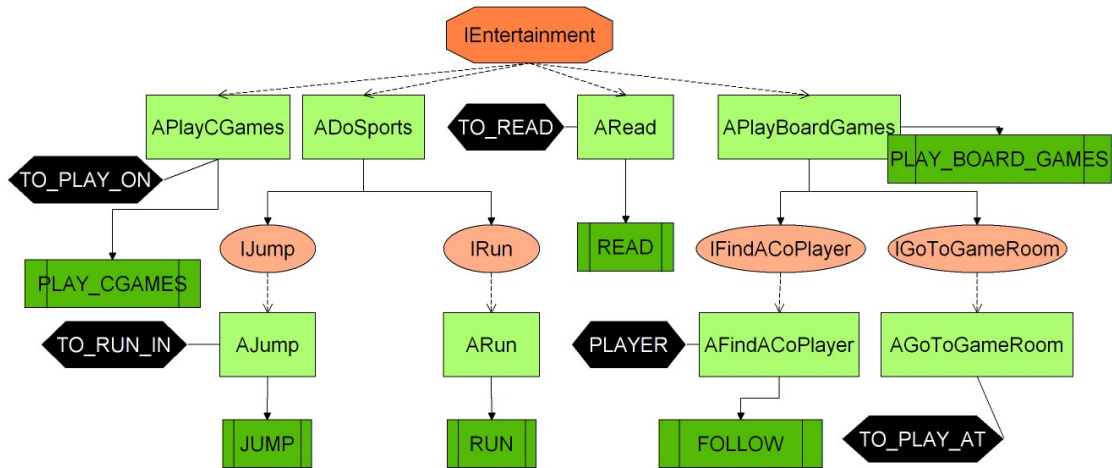 IEntertainment
APlayCGames
ADoSports
TO_READ
ARead
APlayBoardGames
PLAY_BOARD_GAMES
TO_PLAY_ON
IJump
IRun
READ
IFindACoPlayer
IGoToGameRoom
PLAY_CGAMES
TO_RUN_IN
AJump
ARun
PLAYER
AFindACoPlayer
AGoToGameRoom
JUMP
RUN
FOLLOW
TO_PLAY_AT